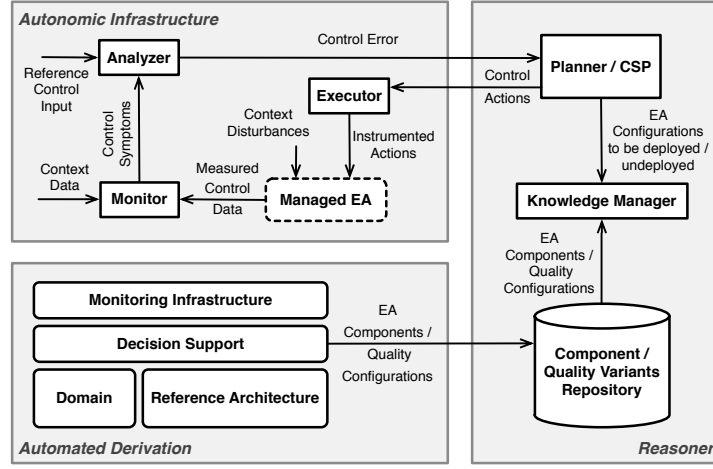 Autonomic Infrastructure
Analyzer
Control Error
Planner / CSP
Reference
Control
Input
Control
Symptoms
Executor
Control
Actions
Context
Disturbances
Instrumented
Actions
EA
Configurations
to be deployed /
undeployed
Context
Data
Monitor
Measured
Control
Data
Managed EA
Knowledge Manager
EA
Components /
Quality
Configurations
Monitoring Infrastructure
Decision Support
Domain
Reference Architecture
EA
Components /
Quality
Configurations
Component /
Quality Variants
Repository
Automated Derivation
Reasoner